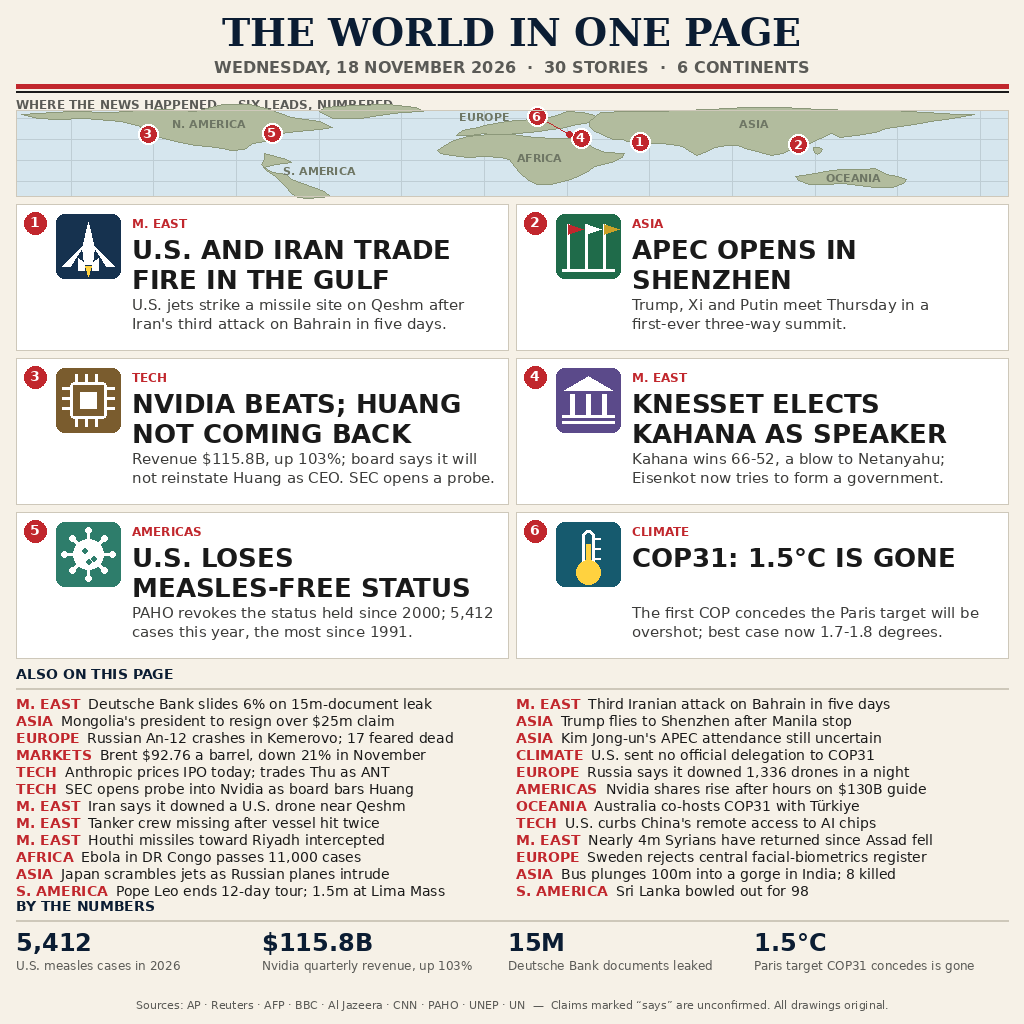 THE WORLD IN ONE PAGE
WEDNESDAY, 18 NOVEMBER 2026 · 30 STORIES · 6 CONTINENTS
WHERE THE NEWS HAPPENED — SIX LEADS, NUMBERED
N. AMERICA
S. AMERICA
EUROPE
AFRICA
ASIA
OCEANIA
3
5
6
4
1
2
1
M. EAST
U.S. AND IRAN TRADE
FIRE IN THE GULF
U.S. jets strike a missile site on Qeshm after
Iran's third attack on Bahrain in five days.
2
ASIA
APEC OPENS IN
SHENZHEN
Trump, Xi and Putin meet Thursday in a
first-ever three-way summit.
3
TECH
NVIDIA BEATS; HUANG
NOT COMING BACK
Revenue $115.8B, up 103%; board says it will
not reinstate Huang as CEO. SEC opens a probe.
4
M. EAST
KNESSET ELECTS
KAHANA AS SPEAKER
Kahana wins 66-52, a blow to Netanyahu;
Eisenkot now tries to form a government.
5
AMERICAS
U.S. LOSES
MEASLES-FREE STATUS
PAHO revokes the status held since 2000; 5,412
cases this year, the most since 1991.
6
CLIMATE
COP31: 1.5°C IS GONE
The first COP concedes the Paris target will be
overshot; best case now 1.7-1.8 degrees.
ALSO ON THIS PAGE
M. EAST Deutsche Bank slides 6% on 15m-document leak
ASIA Mongolia's president to resign over $25m claim
EUROPE Russian An-12 crashes in Kemerovo; 17 feared dead
MARKETS Brent $92.76 a barrel, down 21% in November
TECH Anthropic prices IPO today; trades Thu as ANT
TECH SEC opens probe into Nvidia as board bars Huang
M. EAST Iran says it downed a U.S. drone near Qeshm
M. EAST Tanker crew missing after vessel hit twice
M. EAST Houthi missiles toward Riyadh intercepted
AFRICA Ebola in DR Congo passes 11,000 cases
ASIA Japan scrambles jets as Russian planes intrude
S. AMERICA Pope Leo ends 12-day tour; 1.5m at Lima Mass
M. EAST Third Iranian attack on Bahrain in five days
ASIA Trump flies to Shenzhen after Manila stop
ASIA Kim Jong-un's APEC attendance still uncertain
CLIMATE U.S. sent no official delegation to COP31
EUROPE Russia says it downed 1,336 drones in a night
AMERICAS Nvidia shares rise after hours on $130B guide
OCEANIA Australia co-hosts COP31 with Türkiye
TECH U.S. curbs China's remote access to AI chips
M. EAST Nearly 4m Syrians have returned since Assad fell
EUROPE Sweden rejects central facial-biometrics register
ASIA Bus plunges 100m into a gorge in India; 8 killed
S. AMERICA Sri Lanka bowled out for 98
BY THE NUMBERS
5,412
U.S. measles cases in 2026
$115.8B
Nvidia quarterly revenue, up 103%
15M
Deutsche Bank documents leaked
1.5°C
Paris target COP31 concedes is gone
Sources: AP · Reuters · AFP · BBC · Al Jazeera · CNN · PAHO · UNEP · UN — Claims marked “says” are unconfirmed. All drawings original.